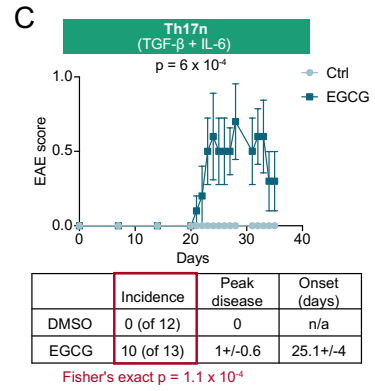 C
Th17n
(TGF-β + IL-6)
p = 6 x 10-4
Ctrl
EGCG
EAE score
1.0
0.5
0.0
0 10 20 30 40
Days
Incidence Peak disease Onset (days)
DMSO 0 (of 12) 0 n/a
EGCG 10 (of 13) 1+/-0.6 25.1+/-4
Fisher's exact p = 1.1 x 10-4